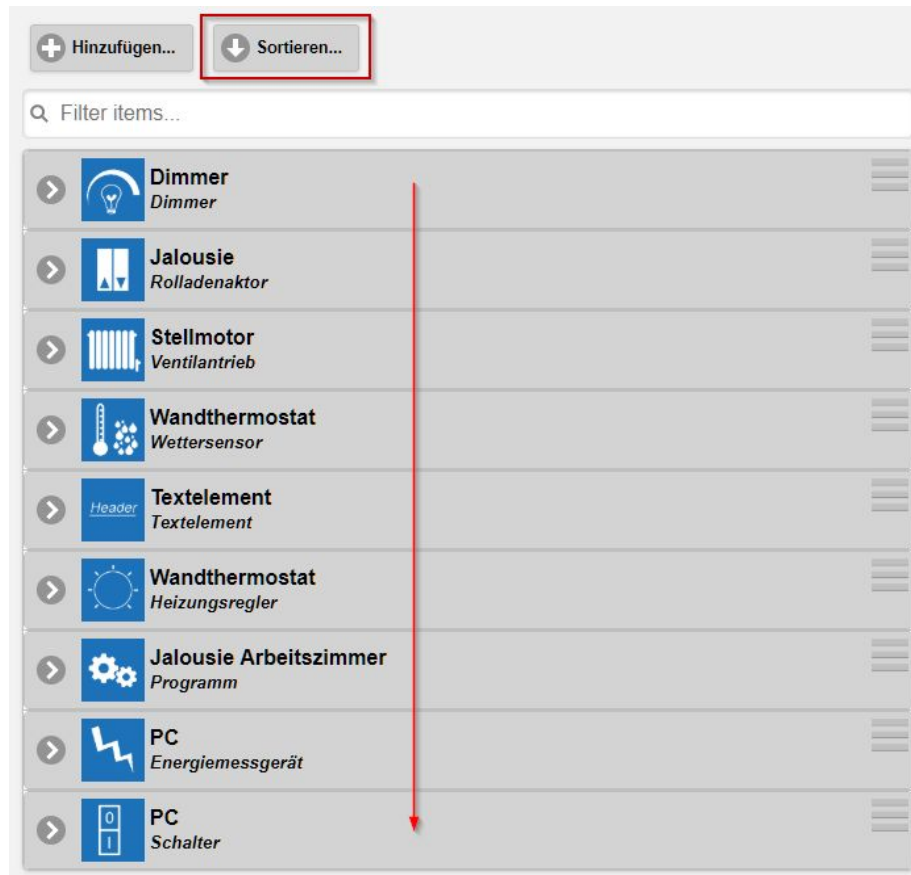 Hinzufügen...
Sortieren...
Filter items...
Dimmer
Dimmer
Jalousie
Rolladenaktor
Stellmotor
Ventilantrieb
Wandthermostat
Wettersensor
Header
Textelement
Textelement
Wandthermostat
Heizungsregler
Jalousie Arbeitszimmer
Programm
PC
Energiemessgerät
0
I
PC
Schalter